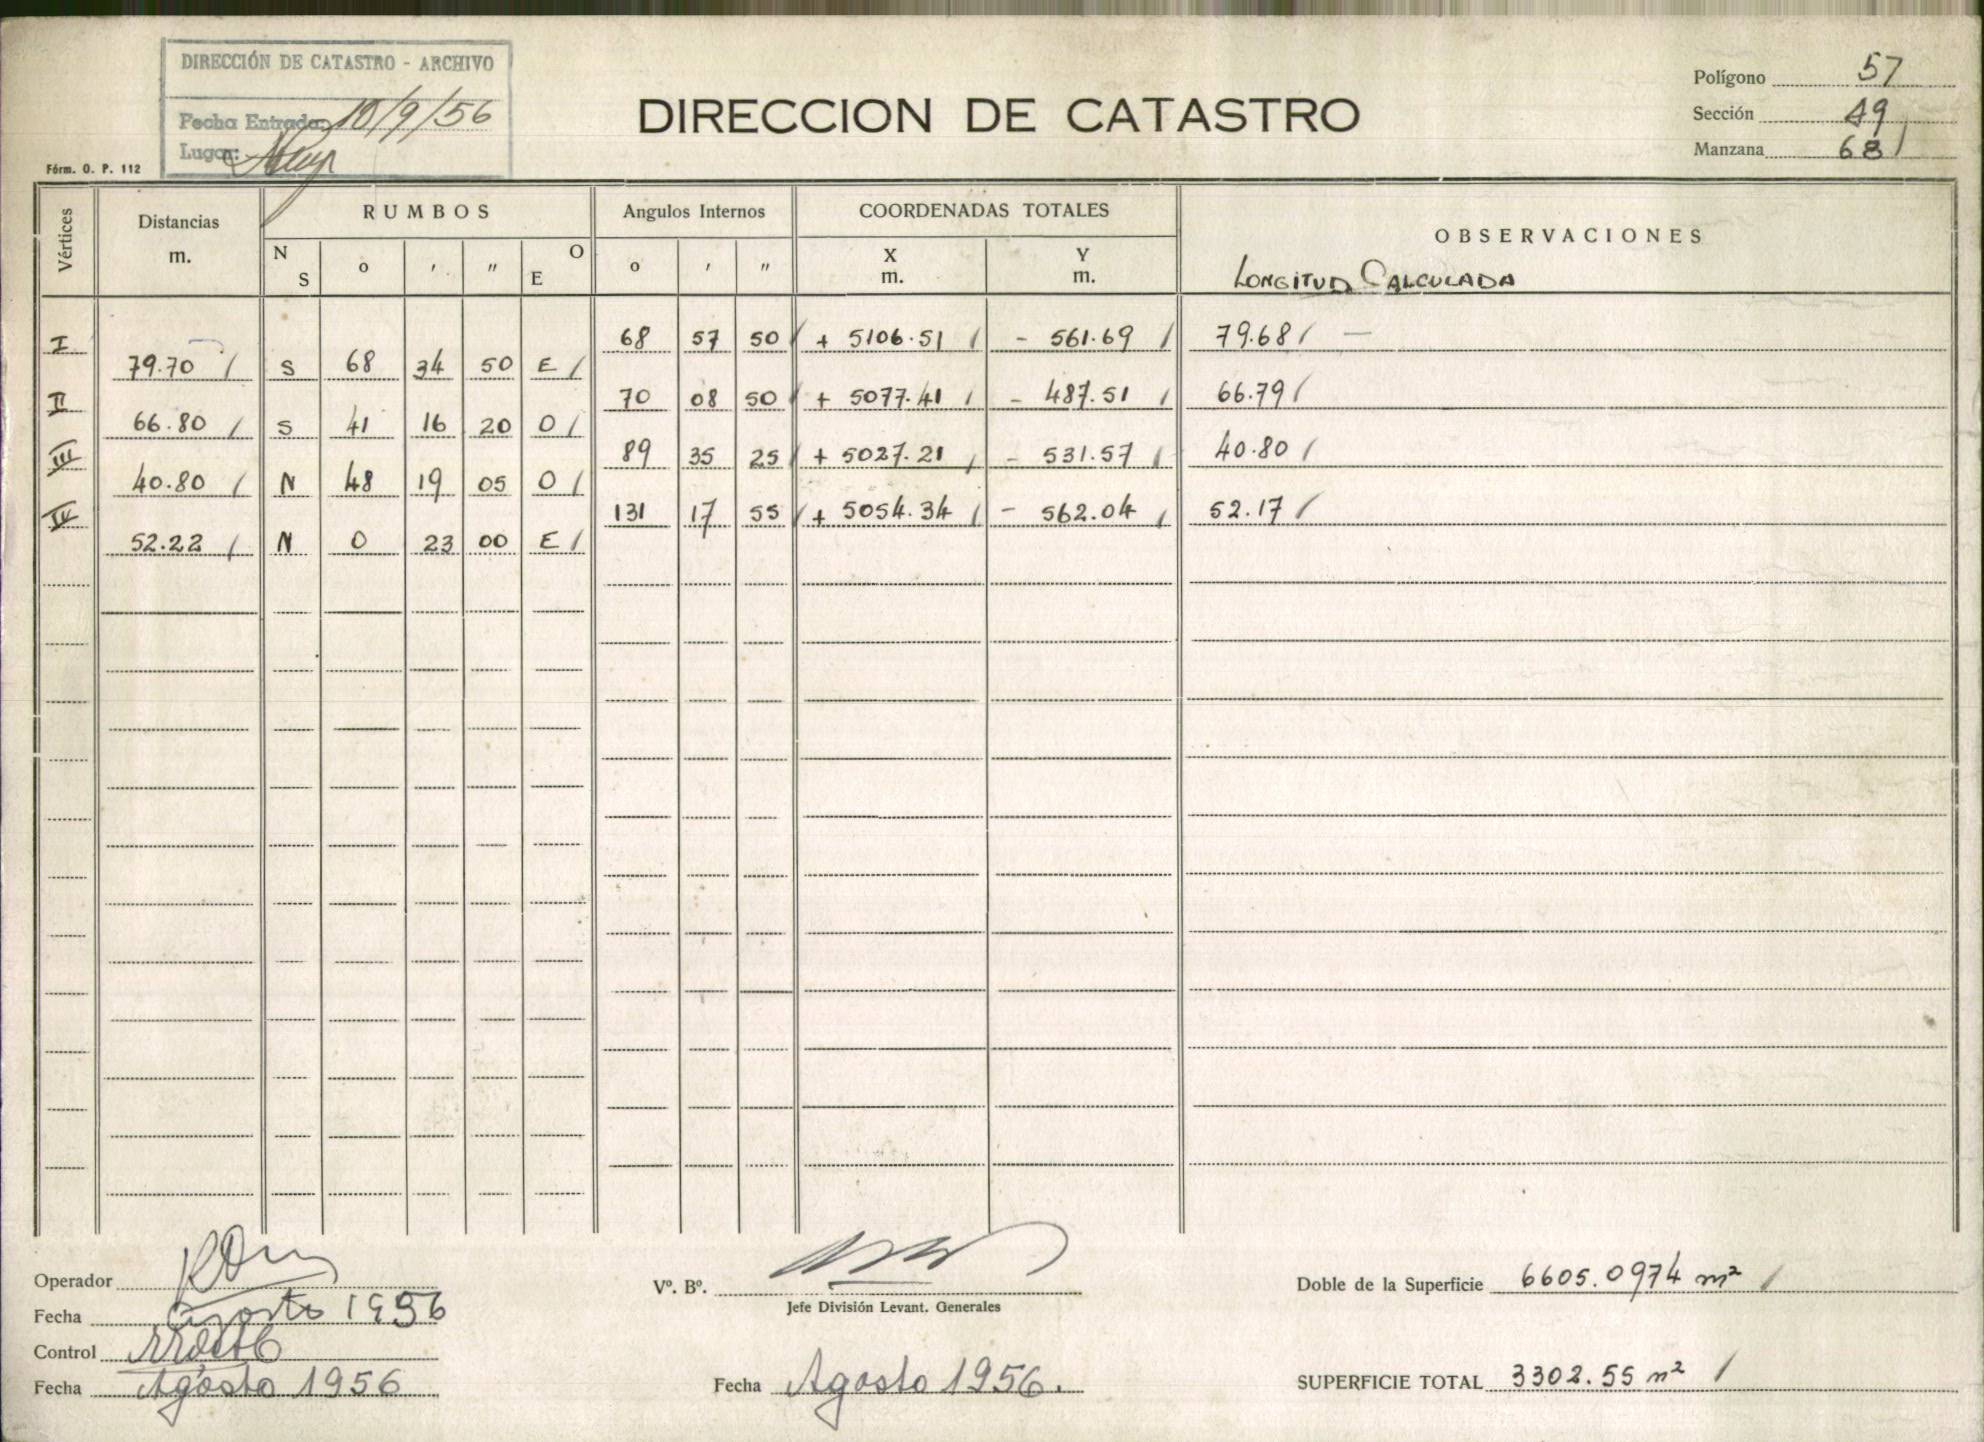 DIRECCIÓN DE CATASTRO - ARCHIVO
Fecha Entrada: 10/9/56
Lugar:
Fórm. O. P. 112
DIRECCION DE CATASTRO
Polígono 57
Sección 49
Manzana 68
Vértices Distancias m. RUMBOS Angulos Internos COORDENADAS TOTALES OBSERVACIONES
N S o ' " O E o ' " X m. Y m.
LONGITUD CALCULADA
I 68 57 50 + 5106.51 - 561.69 79.68 —
79.70 S 68 34 50 E
II 70 08 50 + 5077.41 - 487.51 66.79
66.80 S 41 16 20 O
III 89 35 25 + 5027.21 - 531.57 40.80
40.80 N 48 19 05 O
IV 131 17 55 + 5054.34 - 562.04 52.17
52.22 N 0 23 00 E
Operador
Fecha Agosto 1956
Control
Fecha Agosto 1956
Vº. Bº.
Jefe División Levant. Generales
Fecha Agosto 1956.
Doble de la Superficie 6605.0974 m²
SUPERFICIE TOTAL 3302.55 m²